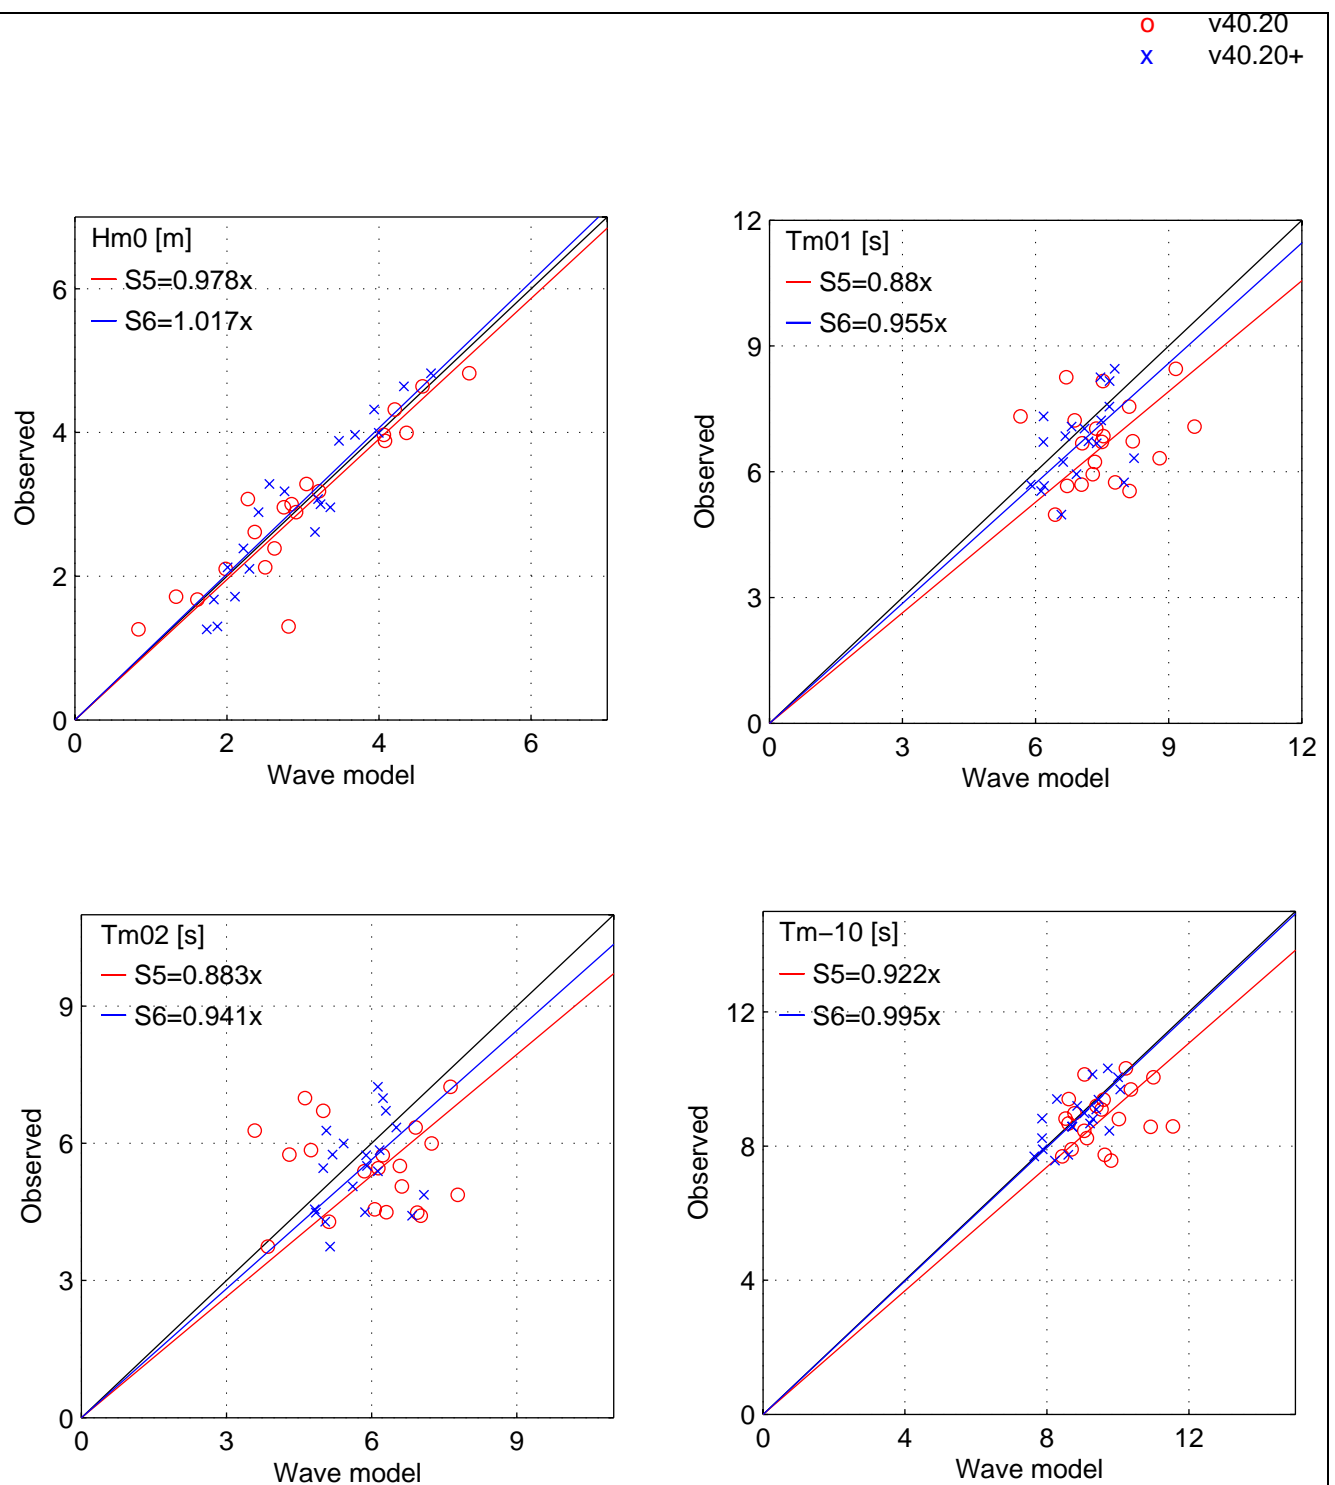 o v40.20
x v40.20+
Hm0 [m]
S5=0.978x
S6=1.017x
6
4
2
0
0 2 4 6
Observed
Wave model
Tm01 [s]
S5=0.88x
S6=0.955x
12
9
6
3
0
0 3 6 9 12
Observed
Wave model
Tm02 [s]
S5=0.883x
S6=0.941x
9
6
3
0
0 3 6 9
Observed
Wave model
Tm−10 [s]
S5=0.922x
S6=0.995x
12
8
4
0
0 4 8 12
Observed
Wave model